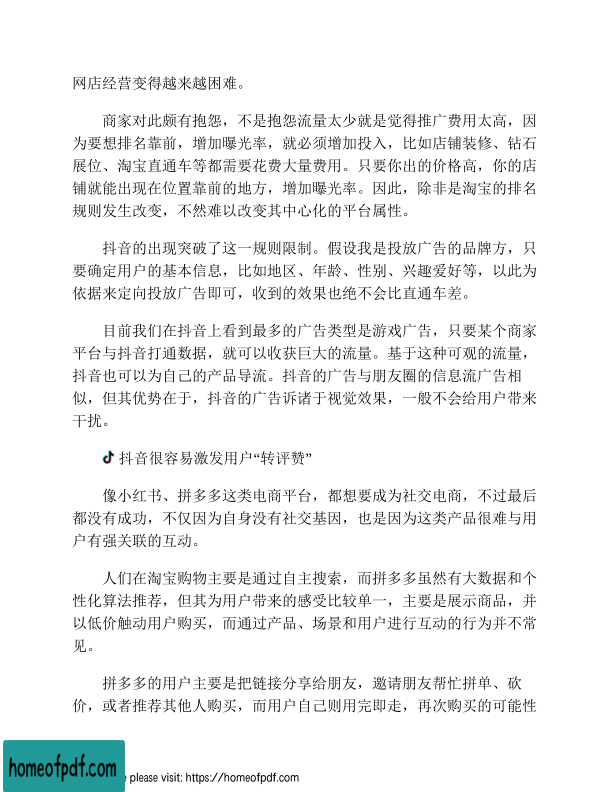 网店经营变得越来越困难。
商家对此颇有抱怨，不是抱怨流量太少就是觉得推广费用太高，因
为要想排名靠前，增加曝光率，就必须增加投入，比如店铺装修、钻石
展位、淘宝直通车等都需要花费大量费用。只要你出的价格高，你的店
铺就能出现在位置靠前的地方，增加曝光率。因此，除非是淘宝的排名
规则发生改变，不然难以改变其中心化的平台属性。
抖音的出现突破了这一规则限制。假设我是投放广告的品牌方，只
要确定用户的基本信息，比如地区、年龄、性别、兴趣爱好等，以此为
依据来定向投放广告即可，收到的效果也绝不会比直通车差。
目前我们在抖音上看到最多的广告类型是游戏广告，只要某个商家
平台与抖音打通数据，就可以收获巨大的流量。基于这种可观的流量，
抖音也可以为自己的产品导流。抖音的广告与朋友圈的信息流广告相
似，但其优势在于，抖音的广告诉诸于视觉效果，一般不会给用户带来
干扰。
抖音很容易激发用户“转评赞”
像小红书、拼多多这类电商平台，都想要成为社交电商，不过最后
都没有成功，不仅因为自身没有社交基因，也是因为这类产品很难与用
户有强关联的互动。
人们在淘宝购物主要是通过自主搜索，而拼多多虽然有大数据和个
性化算法推荐，但其为用户带来的感受比较单一，主要是展示商品，并
以低价触动用户购买，而通过产品、场景和用户进行互动的行为并不常
见。
拼多多的用户主要是把链接分享给朋友，邀请朋友帮忙拼单、砍
价，或者推荐其他人购买，而用户自己则用完即走，再次购买的可能性
homeofpdf.com
e please visit: https://homeofpdf.com